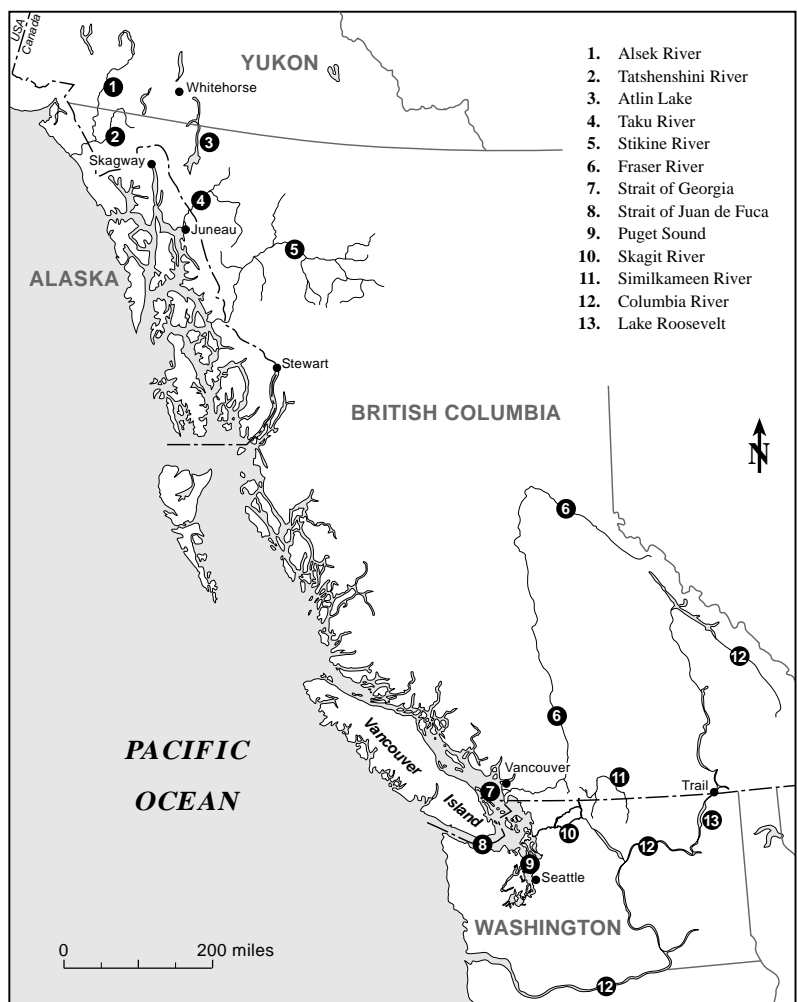 USA
Canada
YUKON
Whitehorse
1
2
3
Skagway
4
Juneau
5
ALASKA
Stewart
BRITISH COLUMBIA
N
6
6
12
Vancouver
Island
PACIFIC
OCEAN
7
Vancouver
11
Trail
13
10
8
12
9
Seattle
WASHINGTON
12
0 200 miles
1. Alsek River
2. Tatshenshini River
3. Atlin Lake
4. Taku River
5. Stikine River
6. Fraser River
7. Strait of Georgia
8. Strait of Juan de Fuca
9. Puget Sound
10. Skagit River
11. Similkameen River
12. Columbia River
13. Lake Roosevelt